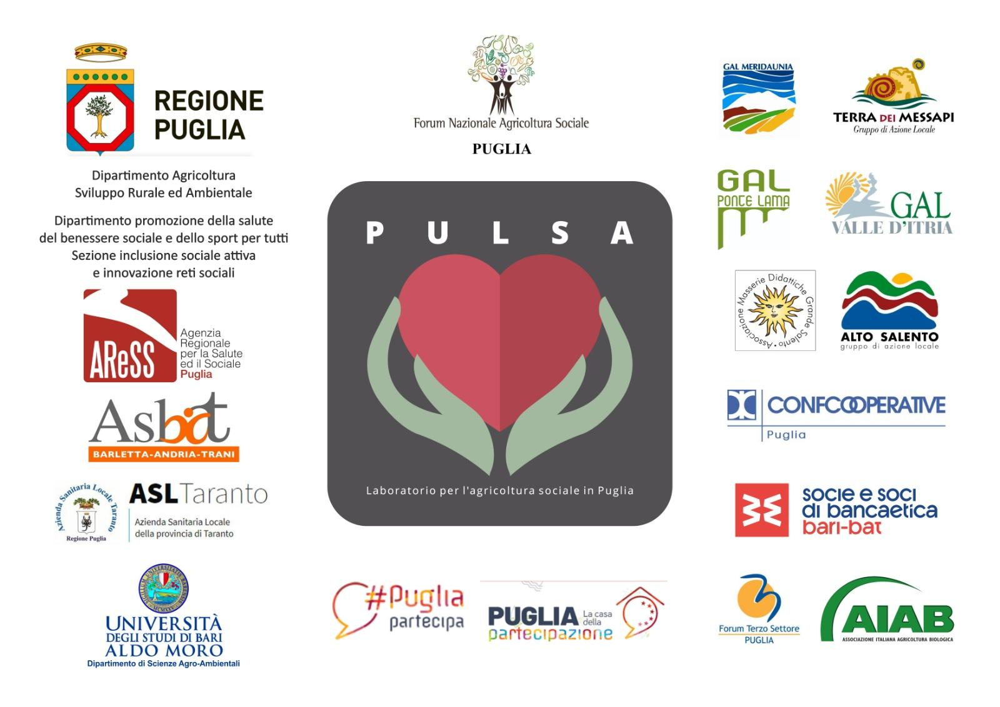 REGIONE
PUGLIA
Dipartimento Agricoltura
Sviluppo Rurale ed Ambientale
Dipartimento promozione della salute
del benessere sociale e dello sport per tutti
Sezione inclusione sociale attiva
e innovazione reti sociali
AReSS
Agenzia
Regionale
per la Salute
ed il Sociale
Puglia
Asbat
BARLETTA-ANDRIA-TRANI
Azienda Sanitaria Locale Taranto
Regione Puglia
ASL Taranto
Azienda Sanitaria Locale
della provincia di Taranto
UNIVERSITÀ
DEGLI STUDI DI BARI
ALDO MORO
Dipartimento di Scienze Agro-Ambientali
Forum Nazionale Agricoltura Sociale
PUGLIA
PULSA
Laboratorio per l'agricoltura sociale in Puglia
#Puglia
partecipa
PUGLIA
La casa
della
partecipazione
GAL MERIDAUNIA
TERRA DEI MESSAPI
Gruppo di Azione Locale
GAL
PONTE LAMA
GAL
VALLE D'ITRIA
Associazione Masserie Didattiche Grande Salento
ALTO SALENTO
gruppo di azione locale
CONFCOOPERATIVE
Puglia
socie e soci
di bancaetica
bari-bat
Forum Terzo Settore
PUGLIA
AIAB
ASSOCIAZIONE ITALIANA AGRICOLTURA BIOLOGICA